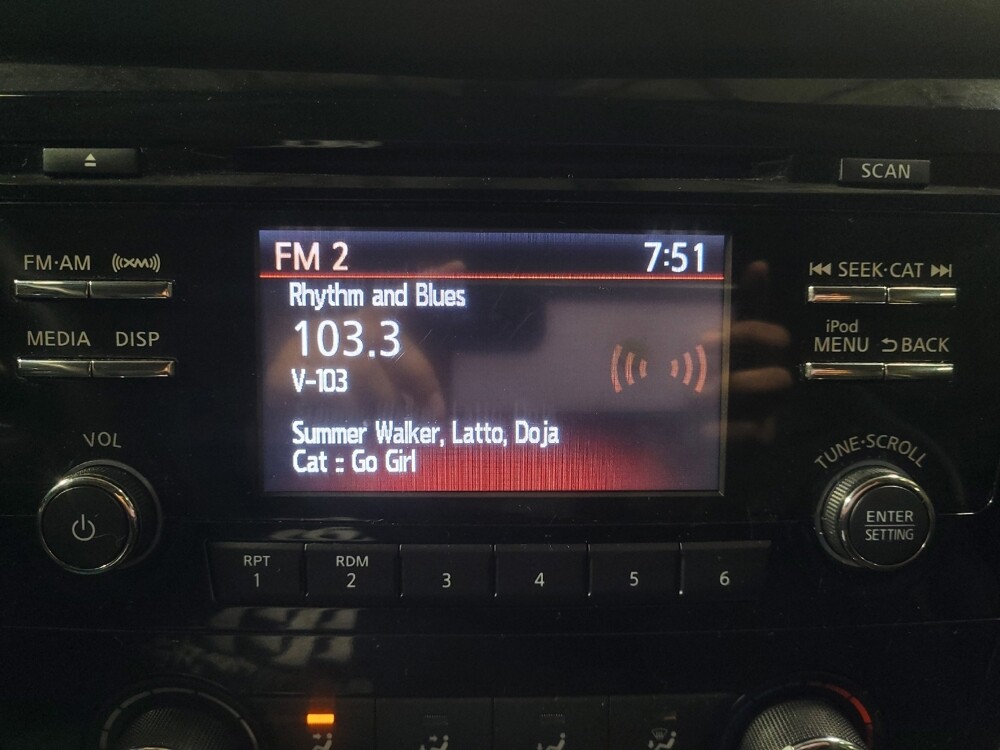 SCAN
FM·AM XM
SEEK·CAT
MEDIA DISP
iPod
MENU BACK
FM 2 7:51
Rhythm and Blues
103.3
V-103
Summer Walker, Latto, Doja
Cat :: Go Girl
VOL
TUNE·SCROLL
ENTER
SETTING
RPT RDM
1 2 3 4 5 6